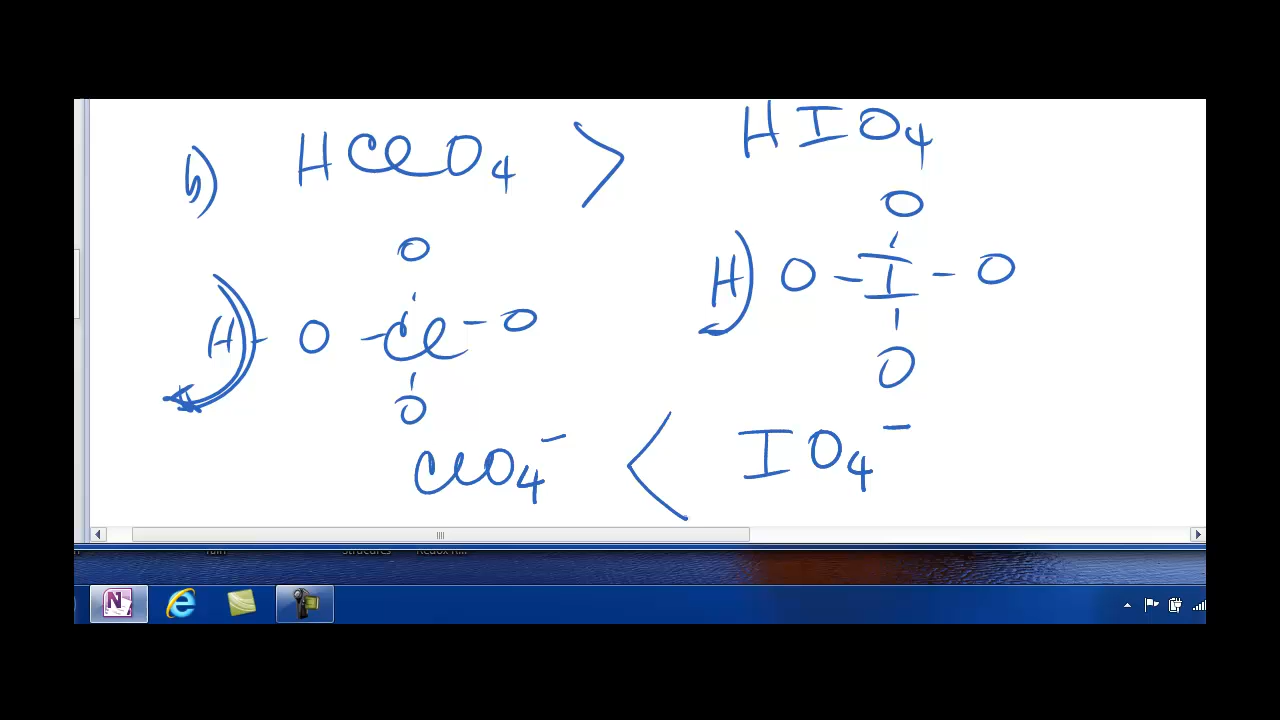 b) HClO4 > HIO4
O
O
H- O -Cl -O
H) O - I - O
O
O
ClO4⁻ < IO4⁻